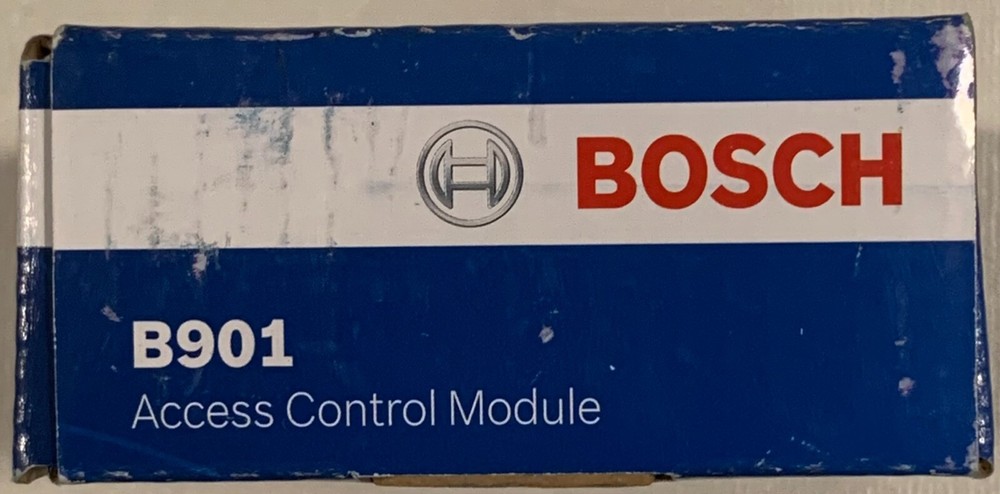 BOSCH
B901
Access Control Module